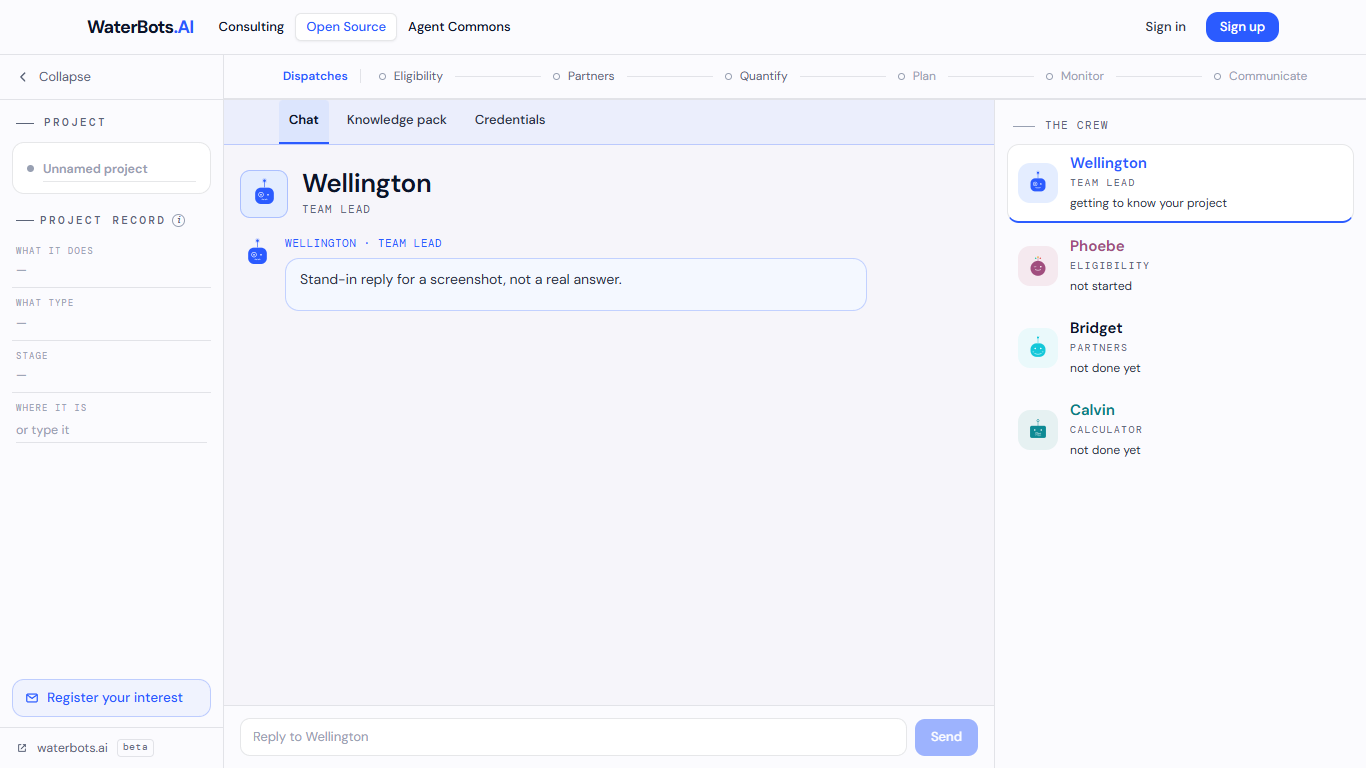 WaterBots.AI
Consulting
Open Source
Agent Commons
Sign in
Sign up
Collapse
Dispatches
Eligibility
Partners
Quantify
Plan
Monitor
Communicate
PROJECT
Unnamed project
PROJECT RECORD i
WHAT IT DOES
—
WHAT TYPE
—
STAGE
—
WHERE IT IS
or type it
Register your interest
waterbots.ai beta
Chat
Knowledge pack
Credentials
Wellington
TEAM LEAD
WELLINGTON · TEAM LEAD
Stand-in reply for a screenshot, not a real answer.
Reply to Wellington
Send
THE CREW
Wellington
TEAM LEAD
getting to know your project
Phoebe
ELIGIBILITY
not started
Bridget
PARTNERS
not done yet
Calvin
CALCULATOR
not done yet